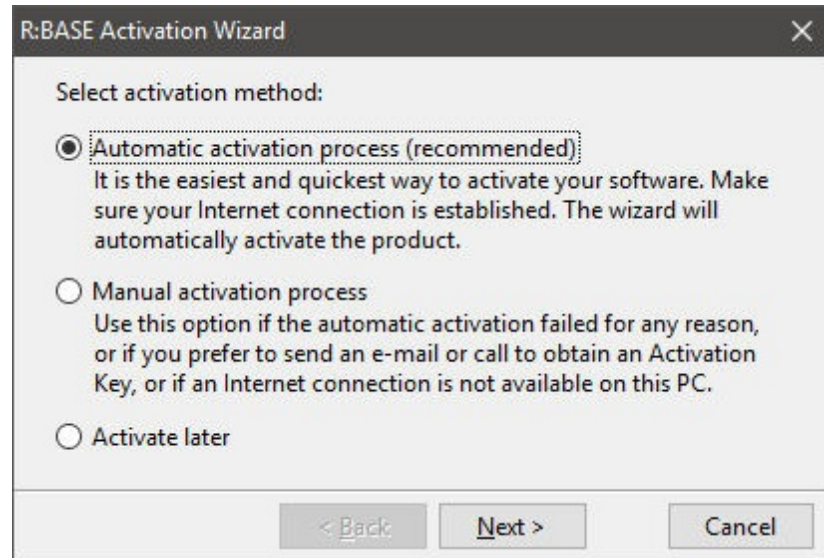 R:BASE Activation Wizard
Select activation method:
Automatic activation process (recommended)
It is the easiest and quickest way to activate your software. Make
sure your Internet connection is established. The wizard will
automatically activate the product.
Manual activation process
Use this option if the automatic activation failed for any reason,
or if you prefer to send an e-mail or call to obtain an Activation
Key, or if an Internet connection is not available on this PC.
Activate later
< Back
Next >
Cancel